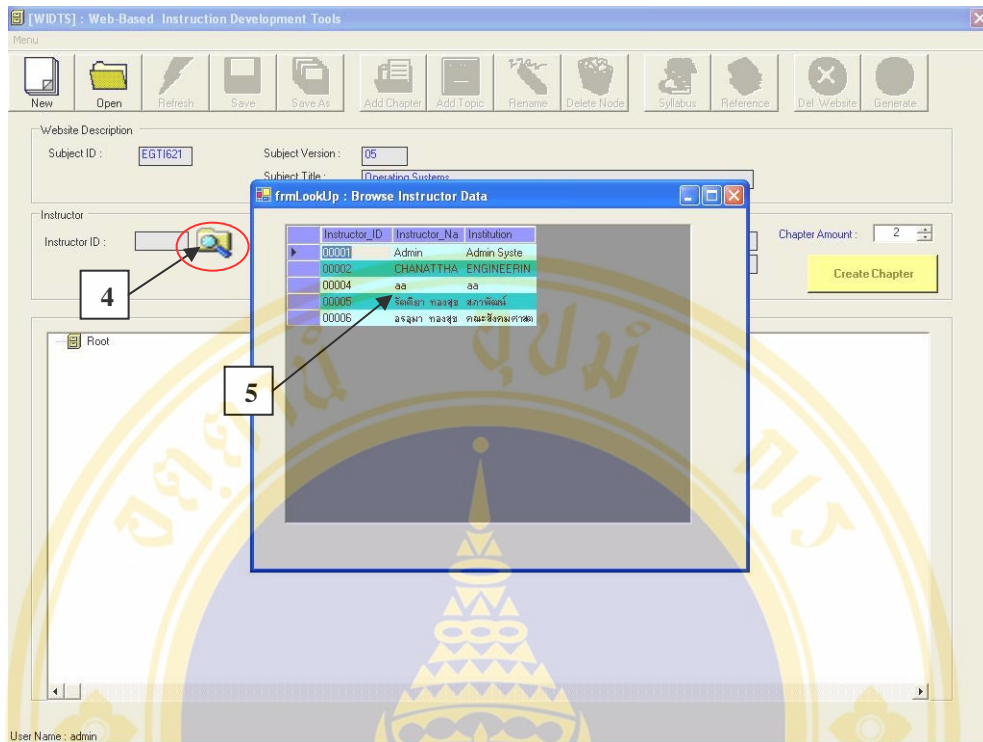 [WIDTS] : Web-Based Instruction Development Tools
Menu
New Open Refresh Save Save As Add Chapter Add Topic Rename Delete Node Syllabus Reference Del Website Generate
Website Description
Subject ID : EGTI621 Subject Version : 05
Subject Title : Operating Systems
frmLookUp : Browse Instructor Data
Instructor
Instructor ID : Chapter Amount : 2
Create Chapter
Instructor_ID Instructor_Na Institution
00001 Admin Admin Syste
00002 CHANATTHA ENGINEERIN
00004 aa aa
00005 รัตติยา ทองสุข สภาพัฒน์
00006 อรอุมา ทองสุข คณะสังคมศาสต
4
5
Root
User Name : admin